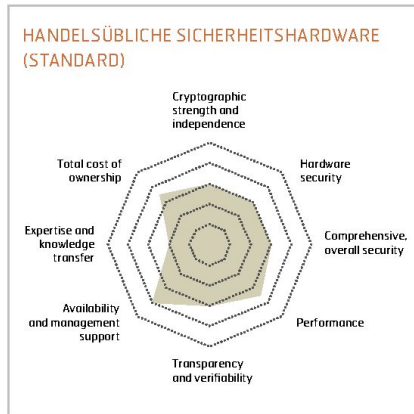 HANDELSÜBLICHE SICHERHEITSHARDWARE
(STANDARD)
Cryptographic
strength and
independence
Total cost of
ownership
Hardware
security
Expertise and
knowledge
transfer
Comprehensive,
overall security
Availability
and management
support
Performance
Transparency
and verifiability